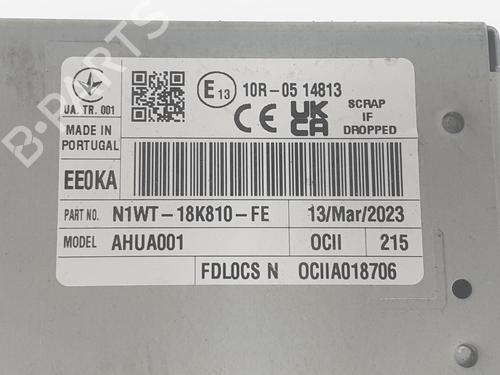 B-PARTS
E13 10R-05 14813
UA. TR. 001
CE UK CA
SCRAP IF DROPPED
MADE IN PORTUGAL
EE0KA
PART NO. N1WT-18K810-FE 13/Mar/2023
MODEL AHUA001 OCII 215
FDLOCS N OCIIA018706